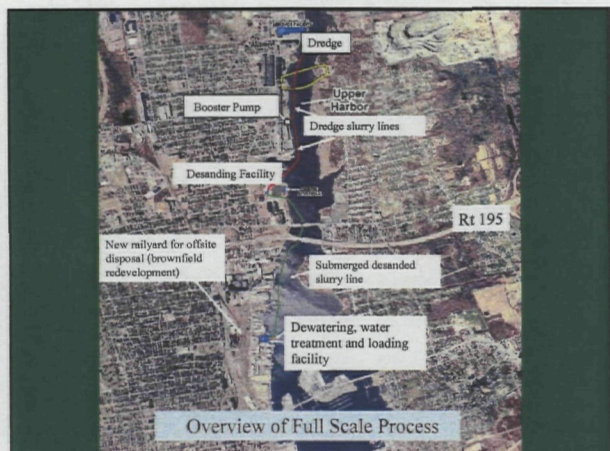 Dredge
Upper
Harbor
Booster Pump
Dredge slurry lines
Desanding Facility
Rt 195
New railyard for offsite
disposal (brownfield
redevelopment)
Submerged desanded
slurry line
Dewatering, water
treatment and loading
facility
Overview of Full Scale Process